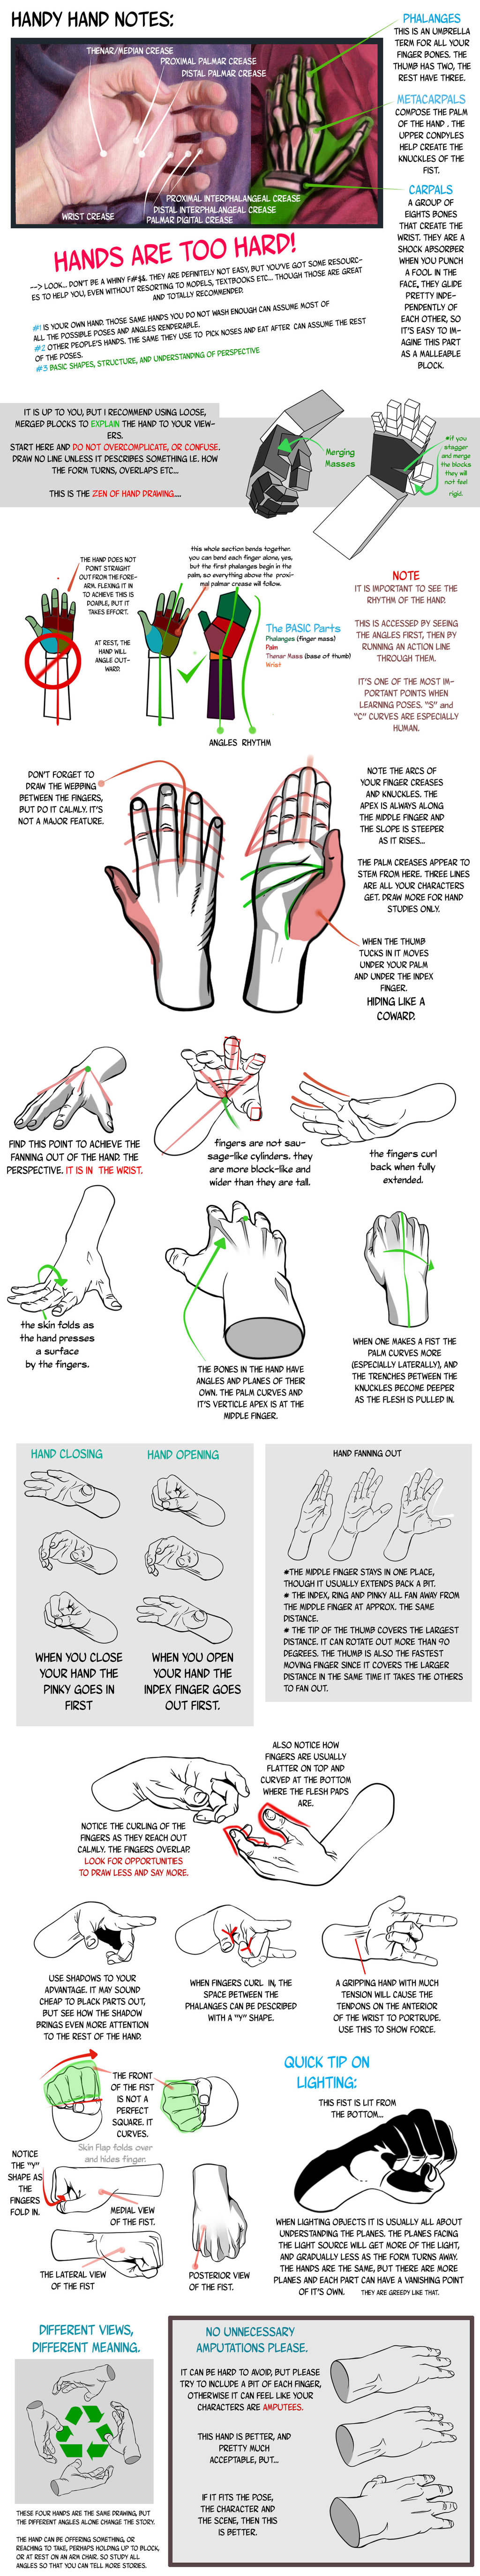 HANDY HAND NOTES:
THENAR/MEDIAN CREASE
PROXIMAL PALMAR CREASE
DISTAL PALMAR CREASE
PROXIMAL INTERPHALANGEAL CREASE
DISTAL INTERPHALANGEAL CREASE
PALMAR DIGITAL CREASE
WRIST CREASE
PHALANGES
THIS IS AN UMBRELLA
TERM FOR ALL YOUR
FINGER BONES. THE
THUMB HAS TWO, THE
REST HAVE THREE.
METACARPALS
COMPOSE THE PALM
OF THE HAND . THE
UPPER CONDYLES
HELP CREATE THE
KNUCKLES OF THE
FIST.
CARPALS
A GROUP OF
EIGHTS BONES
THAT CREATE THE
WRIST. THEY ARE A
SHOCK ABSORBER
WHEN YOU PUNCH
A FOOL IN THE
FACE, THEY GLIDE
PRETTY INDE-
PENDENTLY OF
EACH OTHER, SO
IT'S EASY TO IM-
AGINE THIS PART
AS A MALLEABLE
BLOCK.
HANDS ARE TOO HARD!
--> LOOK... DON'T BE A WHINY F#@$&. THEY ARE DEFINITELY NOT EASY, BUT YOU'VE GOT SOME RESOURC-
ES TO HELP YOU, EVEN WITHOUT RESORTING TO MODELS, TEXTBOOKS ETC... THOUGH THOSE ARE GREAT
AND TOTALLY RECOMMENDED.
#1 IS YOUR OWN HAND. THOSE SAME HANDS YOU DO NOT WASH ENOUGH CAN ASSUME MOST OF
ALL THE POSSIBLE POSES AND ANGLES RENDERABLE.
#2 OTHER PEOPLE'S HANDS. THE SAME THEY USE TO PICK NOSES AND EAT AFTER CAN ASSUME THE REST
OF THE POSES.
#3 BASIC SHAPES, STRUCTURE, AND UNDERSTANDING OF PERSPECTIVE
IT IS UP TO YOU, BUT I RECOMMEND USING LOOSE,
MERGED BLOCKS TO EXPLAIN THE HAND TO YOUR VIEW-
ERS.
START HERE AND DO NOT OVERCOMPLICATE, OR CONFUSE.
DRAW NO LINE UNLESS IT DESCRIBES SOMETHING I.E. HOW
THE FORM TURNS, OVERLAPS ETC...
THIS IS THE ZEN OF HAND DRAWING....
Merging
Masses
*if you
stagger
and merge
the blocks
they will
not feel
rigid.
THE HAND DOES NOT
POINT STRAIGHT
OUT FROM THE FORE-
ARM. FLEXING IT IN
TO ACHIEVE THIS IS
DOABLE, BUT IT
TAKES EFFORT.
AT REST, THE
HAND WILL
ANGLE OUT-
WARD.
this whole section bends together.
you can bend each finger alone, yes,
but the first phalanges begin in the
palm, so everything above the proxi-
mal palmar crease will follow.
The BASIC Parts
Phalanges (finger mass)
Palm
Thenar Mass (base of thumb)
Wrist
ANGLES RHYTHM
NOTE
IT IS IMPORTANT TO SEE THE
RHYTHM OF THE HAND.
THIS IS ACCESSED BY SEEING
THE ANGLES FIRST, THEN BY
RUNNING AN ACTION LINE
THROUGH THEM.
IT'S ONE OF THE MOST IM-
PORTANT POINTS WHEN
LEARNING POSES. "S" and
"C" CURVES ARE ESPECIALLY
HUMAN.
DON'T FORGET TO
DRAW THE WEBBING
BETWEEN THE FINGERS,
BUT DO IT CALMLY. IT'S
NOT A MAJOR FEATURE.
NOTE THE ARCS OF
YOUR FINGER CREASES
AND KNUCKLES. THE
APEX IS ALWAYS ALONG
THE MIDDLE FINGER AND
THE SLOPE IS STEEPER
AS IT RISES...
THE PALM CREASES APPEAR TO
STEM FROM HERE. THREE LINES
ARE ALL YOUR CHARACTERS
GET. DRAW MORE FOR HAND
STUDIES ONLY.
WHEN THE THUMB
TUCKS IN IT MOVES
UNDER YOUR PALM
AND UNDER THE INDEX
FINGER.
HIDING LIKE A
COWARD.
FIND THIS POINT TO ACHIEVE THE
FANNING OUT OF THE HAND. THE
PERSPECTIVE. IT IS IN THE WRIST.
fingers are not sau-
sage-like cylinders. they
are more block-like and
wider than they are tall.
the fingers curl
back when fully
extended.
the skin folds as
the hand presses
a surface
by the fingers.
THE BONES IN THE HAND HAVE
ANGLES AND PLANES OF THEIR
OWN. THE PALM CURVES AND
IT'S VERTICLE APEX IS AT THE
MIDDLE FINGER.
WHEN ONE MAKES A FIST THE
PALM CURVES MORE
(ESPECIALLY LATERALLY), AND
THE TRENCHES BETWEEN THE
KNUCKLES BECOME DEEPER
AS THE FLESH IS PULLED IN.
HAND CLOSING
HAND OPENING
WHEN YOU CLOSE
YOUR HAND THE
PINKY GOES IN
FIRST
WHEN YOU OPEN
YOUR HAND THE
INDEX FINGER GOES
OUT FIRST.
HAND FANNING OUT
*THE MIDDLE FINGER STAYS IN ONE PLACE,
THOUGH IT USUALLY EXTENDS BACK A BIT.
* THE INDEX, RING AND PINKY ALL FAN AWAY FROM
THE MIDDLE FINGER AT APPROX. THE SAME
DISTANCE.
* THE TIP OF THE THUMB COVERS THE LARGEST
DISTANCE. IT CAN ROTATE OUT MORE THAN 90
DEGREES. THE THUMB IS ALSO THE FASTEST
MOVING FINGER SINCE IT COVERS THE LARGER
DISTANCE IN THE SAME TIME IT TAKES THE OTHERS
TO FAN OUT.
ALSO NOTICE HOW
FINGERS ARE USUALLY
FLATTER ON TOP AND
CURVED AT THE BOTTOM
WHERE THE FLESH PADS
ARE.
NOTICE THE CURLING OF THE
FINGERS AS THEY REACH OUT
CALMLY. THE FINGERS OVERLAP.
LOOK FOR OPPORTUNITIES
TO DRAW LESS AND SAY MORE.
USE SHADOWS TO YOUR
ADVANTAGE. IT MAY SOUND
CHEAP TO BLACK PARTS OUT,
BUT SEE HOW THE SHADOW
BRINGS EVEN MORE ATTENTION
TO THE REST OF THE HAND.
WHEN FINGERS CURL IN, THE
SPACE BETWEEN THE
PHALANGES CAN BE DESCRIBED
WITH A "Y" SHAPE.
A GRIPPING HAND WITH MUCH
TENSION WILL CAUSE THE
TENDONS ON THE ANTERIOR
OF THE WRIST TO PORTRUDE.
USE THIS TO SHOW FORCE.
THE FRONT
OF THE FIST
IS NOT A
PERFECT
SQUARE. IT
CURVES.
Skin Flap folds over
and hides finger.
NOTICE
THE "Y"
SHAPE AS
THE
FINGERS
FOLD IN.
MEDIAL VIEW
OF THE FIST.
THE LATERAL VIEW
OF THE FIST
POSTERIOR VIEW
OF THE FIST.
QUICK TIP ON
LIGHTING:
THIS FIST IS LIT FROM
THE BOTTOM...
WHEN LIGHTING OBJECTS IT IS USUALLY ALL ABOUT
UNDERSTANDING THE PLANES. THE PLANES FACING
THE LIGHT SOURCE WILL GET MORE OF THE LIGHT,
AND GRADUALLY LESS AS THE FORM TURNS AWAY.
THE HANDS ARE THE SAME, BUT THERE ARE MORE
PLANES AND EACH PART CAN HAVE A VANISHING POINT
OF IT'S OWN. THEY ARE GREEDY LIKE THAT.
DIFFERENT VIEWS,
DIFFERENT MEANING.
THESE FOUR HANDS ARE THE SAME DRAWING, BUT
THE DIFFERENT ANGLES ALONE CHANGE THE STORY.
THE HAND CAN BE OFFERING SOMETHING, OR
REACHING TO TAKE, PERHAPS HOLDING UP TO BLOCK,
OR AT REST ON AN ARM CHAIR. SO STUDY ALL
ANGLES SO THAT YOU CAN TELL MORE STORIES.
NO UNNECESSARY
AMPUTATIONS PLEASE.
IT CAN BE HARD TO AVOID, BUT PLEASE
TRY TO INCLUDE A BIT OF EACH FINGER,
OTHERWISE IT CAN FEEL LIKE YOUR
CHARACTERS ARE AMPUTEES.
THIS HAND IS BETTER, AND
PRETTY MUCH
ACCEPTABLE, BUT...
IF IT FITS THE POSE,
THE CHARACTER AND
THE SCENE, THEN THIS
IS BETTER.